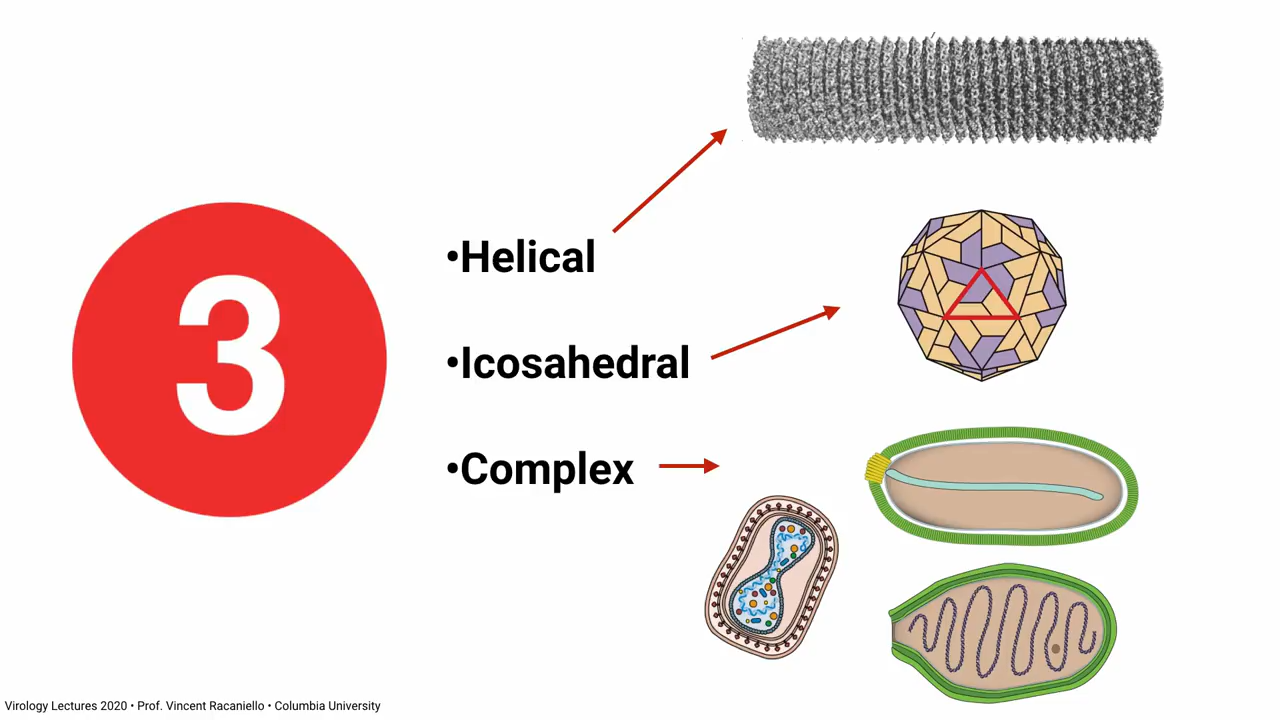 3
•Helical
•Icosahedral
•Complex
Virology Lectures 2020 • Prof. Vincent Racaniello • Columbia University